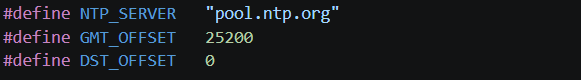 #define NTP_SERVER   "pool.ntp.org"
#define GMT_OFFSET   25200
#define DST_OFFSET   0